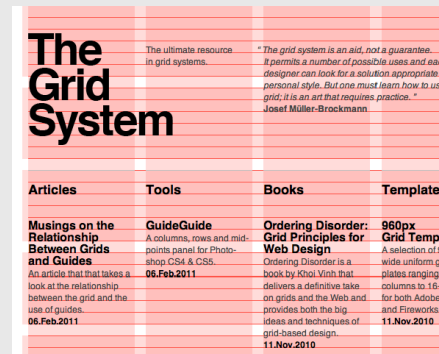 The
Grid
System
The ultimate resource
in grid systems.
" The grid system is an aid, not a guarantee.
It permits a number of possible uses and
designer can look for a solution appropriate
personal style. But one must learn how to
grid; it is an art that requires practice. "
Josef Müller-Brockmann
Articles
Tools
Books
Musings on the
Relationship
Between Grids
and Guides
An article that that takes a
look at the relationship
between the grid and the
use of guides.
06.Feb.2011
GuideGuide
A columns, rows and mid-
points panel for Photo-
shop CS4 & CS5.
06.Feb.2011
Ordering Disorder:
Grid Principles for
Web Design
Ordering Disorder is a
book by Khoi Vinh that
delivers a definitive take
on grids and the Web and
provides both the big
ideas and techniques of
grid-based design.
11.Nov.2010
960px
Grid
A selection of
wide uniform
plates ranging
columns to
for both Adobe
and Fireworks
11.Nov.2010